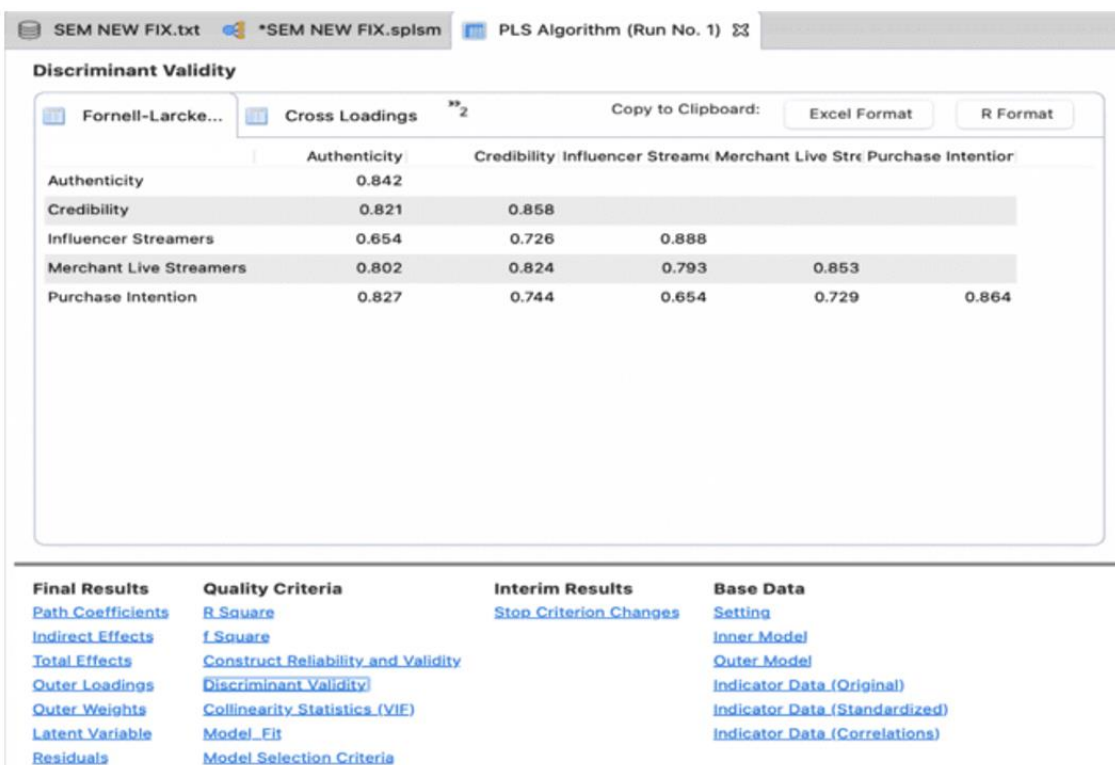 SEM NEW FIX.txt *SEM NEW FIX.splsm PLS Algorithm (Run No. 1)
Discriminant Validity
Fornell-Larcke... Cross Loadings »2 Copy to Clipboard: Excel Format R Format
Authenticity Credibility Influencer Streame Merchant Live Stre Purchase Intention
Authenticity 0.842
Credibility 0.821 0.858
Influencer Streamers 0.654 0.726 0.888
Merchant Live Streamers 0.802 0.824 0.793 0.853
Purchase Intention 0.827 0.744 0.654 0.729 0.864
Final Results Quality Criteria Interim Results Base Data
Path Coefficients R Square Stop Criterion Changes Setting
Indirect Effects f Square Inner Model
Total Effects Construct Reliability and Validity Outer Model
Outer Loadings Discriminant Validity Indicator Data (Original)
Outer Weights Collinearity Statistics (VIF) Indicator Data (Standardized)
Latent Variable Model_Fit Indicator Data (Correlations)
Residuals Model Selection Criteria